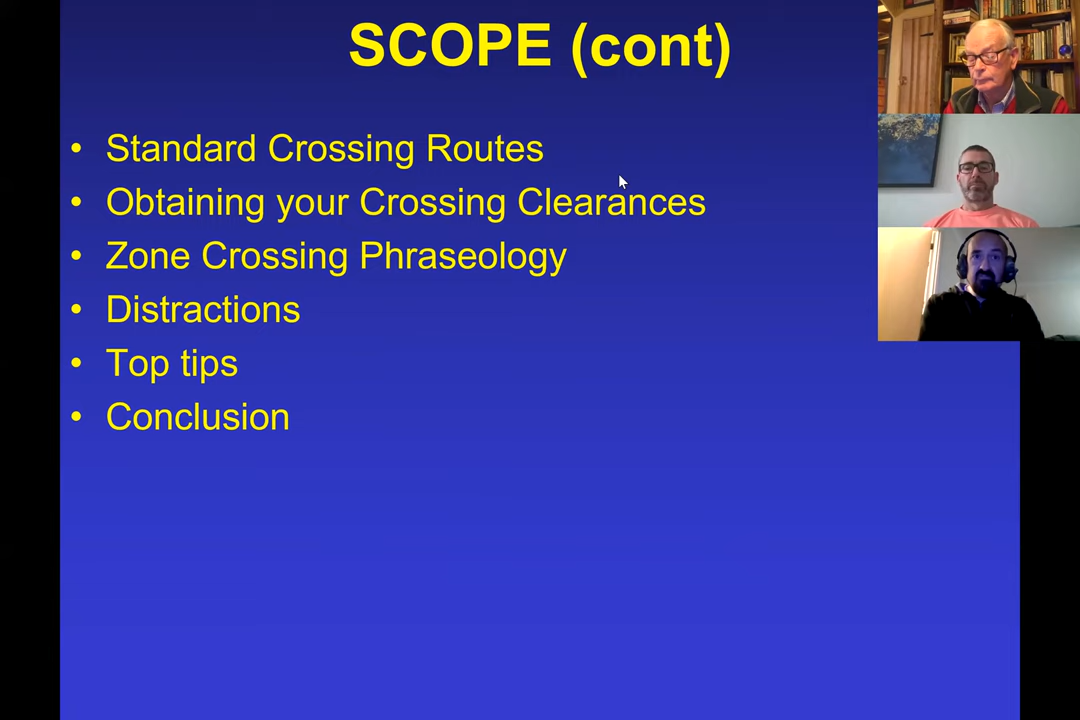 SCOPE (cont)
• Standard Crossing Routes
• Obtaining your Crossing Clearances
• Zone Crossing Phraseology
• Distractions
• Top tips
• Conclusion